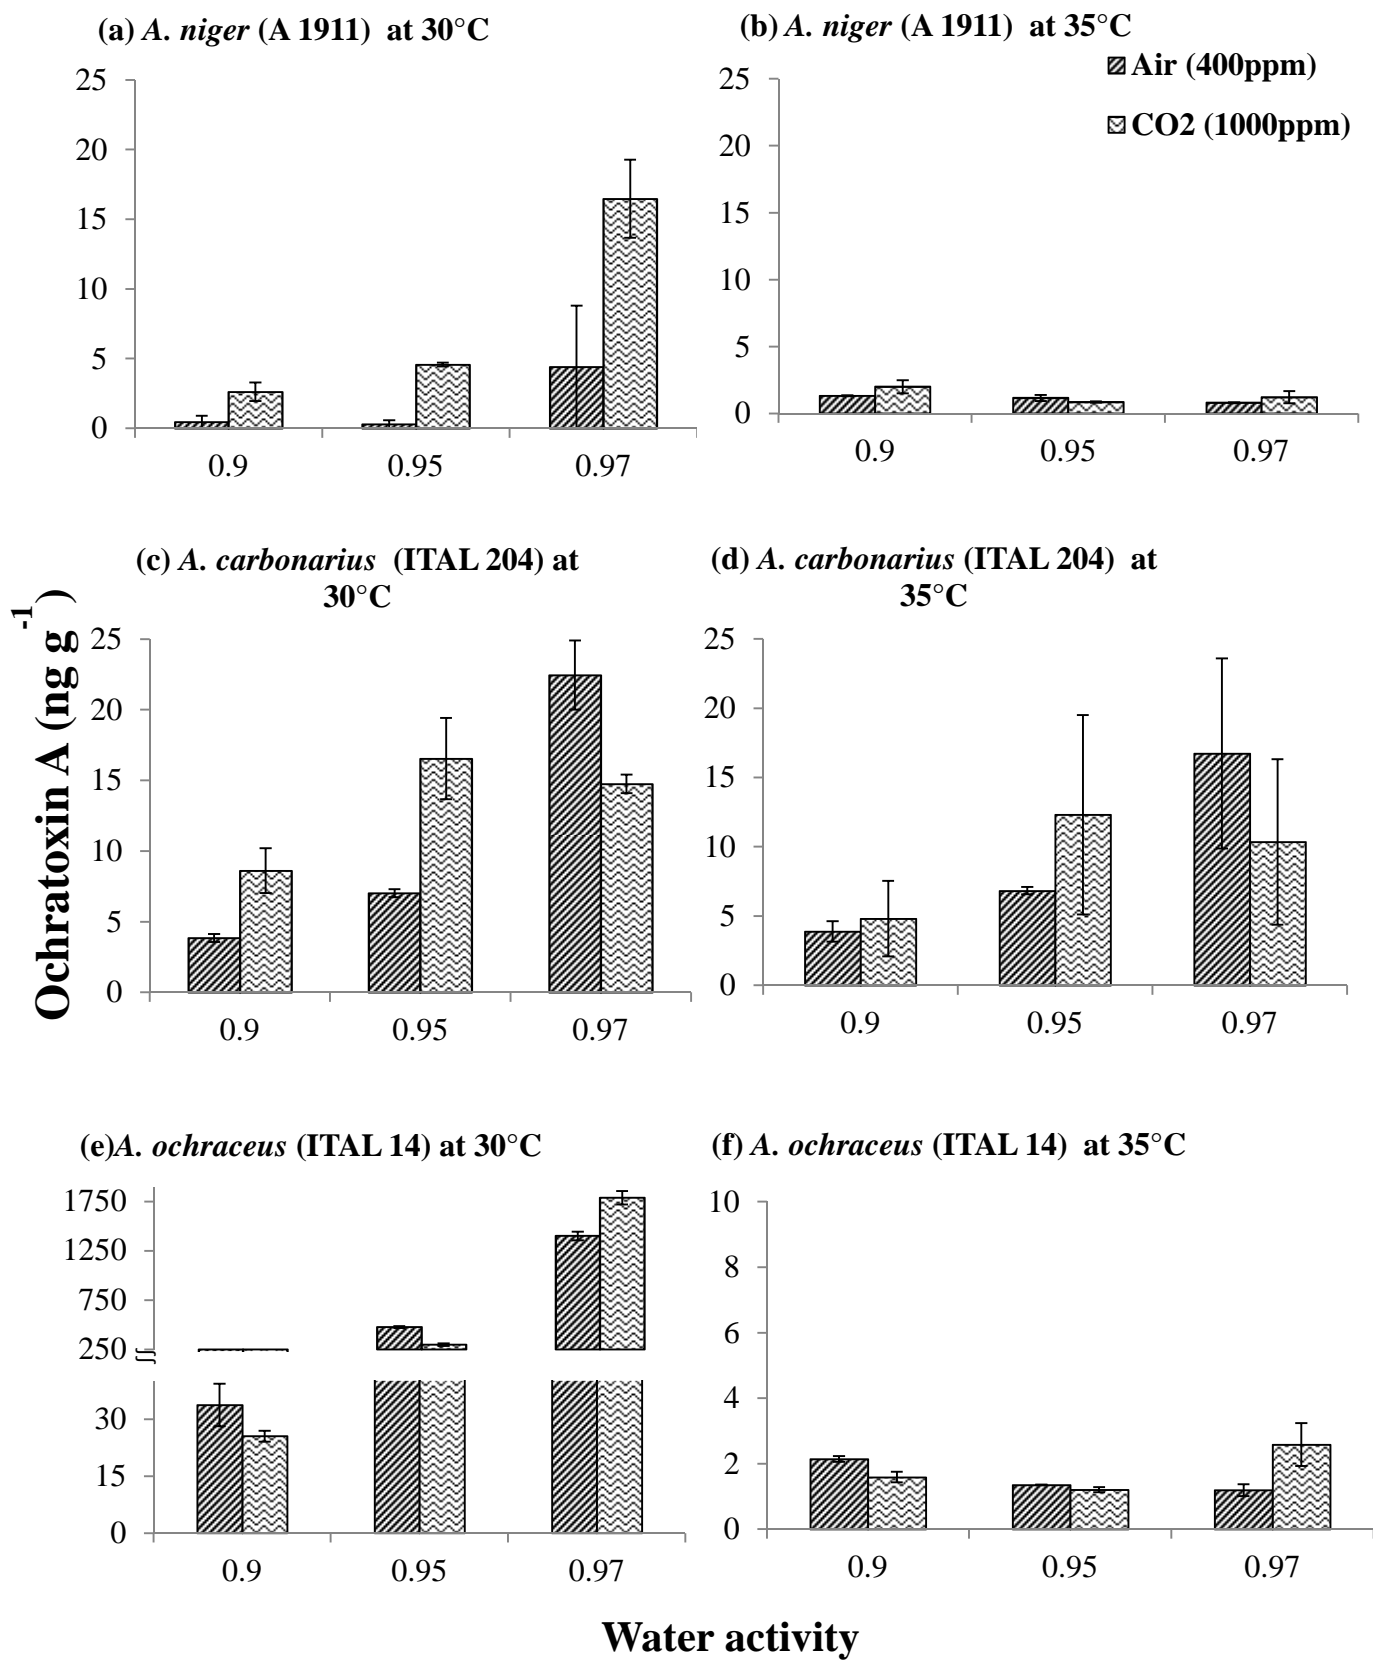 (a) A. niger (A 1911) at 30°C
(b) A. niger (A 1911) at 35°C
Air (400ppm)
CO2 (1000ppm)
25
20
15
10
5
0
0.9 0.95 0.97
25
20
15
10
5
0
0.9 0.95 0.97
Ochratoxin A (ng g-1)
(c) A. carbonarius (ITAL 204) at
30°C
25
20
15
10
5
0
0.9 0.95 0.97
(d) A. carbonarius (ITAL 204) at
35°C
25
20
15
10
5
0
0.9 0.95 0.97
(e)A. ochraceus (ITAL 14) at 30°C
1750
1250
750
250
30
15
0
0.9 0.95 0.97
(f) A. ochraceus (ITAL 14) at 35°C
10
8
6
4
2
0
0.9 0.95 0.97
Water activity